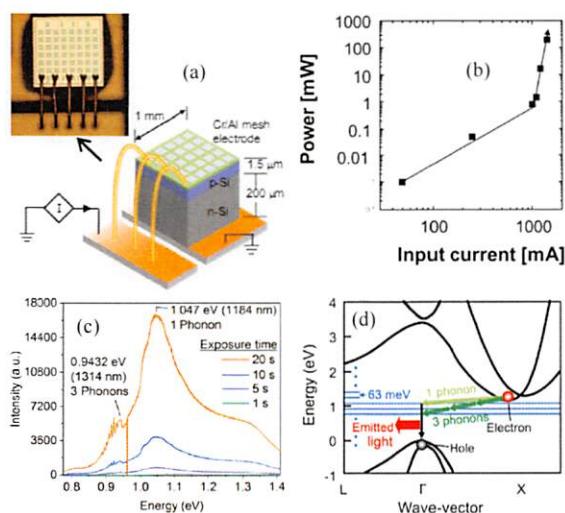 (a)
1 mm
Cr/Al mesh
electrode
1.5 μm
p-Si
200
μm
n-Si
I
(b)
Power [mW]
1000
100
10
1
0.1
0.01
100
1000
Input current [mA]
(c)
18000
14400
10800
7200
3500
0
Intensity (a.u.)
1.047 eV (1184 nm)
1 Phonon
0.9432 eV
(1314 nm)
3 Phonons
Exposure time
20 s
10 s
5 s
1 s
0.8 0.9 1.0 1.1 1.2 1.3 1.4
Energy (eV)
(d)
Energy (eV)
4
3
2
1
0
-1
63 meV
1 phonon
3 phonons
Electron
Emitted
light
Hole
L Γ X
Wave-vector